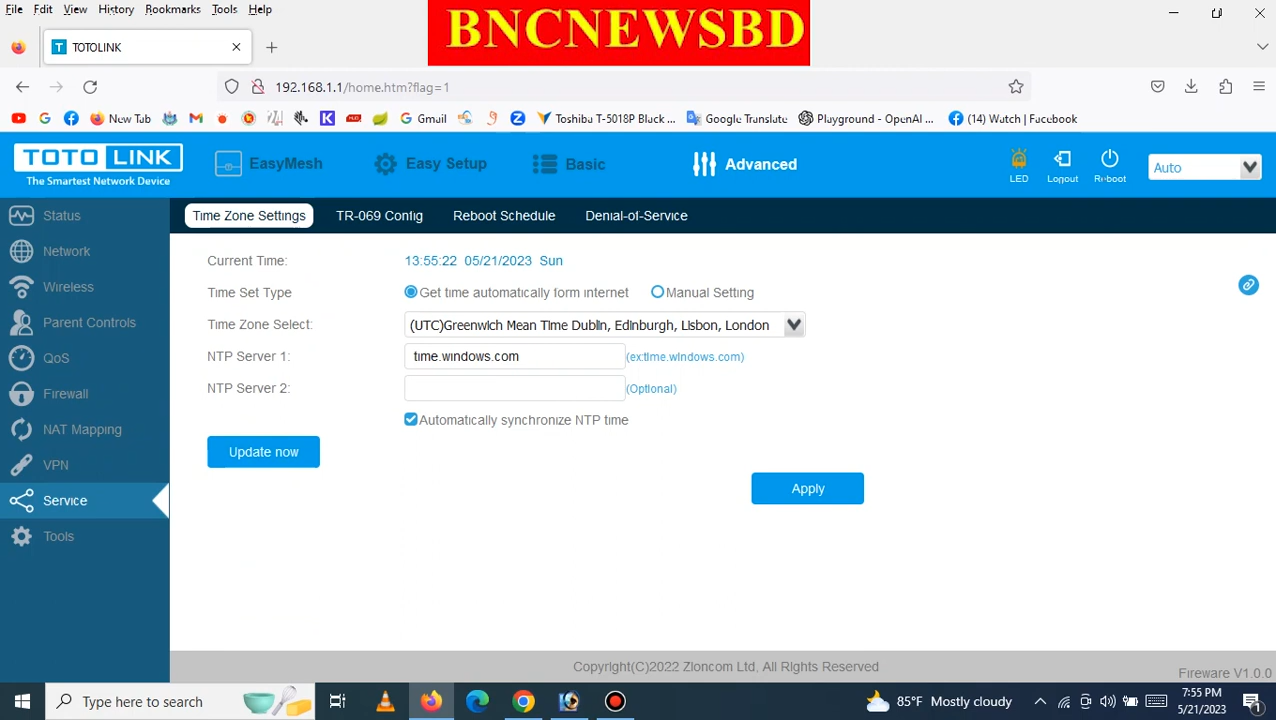 File Edit View History Bookmarks Tools Help
BNCNEWSBD
TOTOLINK
192.168.1.1/home.htm?flag=1
New Tab Gmail Toshiba T-5018P Black ... Google Translate Playground - OpenAI ... (14) Watch | Facebook
TOTO LINK
The Smartest Network Device
EasyMesh Easy Setup Basic Advanced
LED Logout Reboot Auto
Time Zone Settings TR-069 Config Reboot Schedule Denial-of-Service
Status
Network
Wireless
Parent Controls
QoS
Firewall
NAT Mapping
VPN
Service
Tools
Current Time: 13:55:22 05/21/2023 Sun
Time Set Type Get time automatically form internet Manual Setting
Time Zone Select: (UTC)Greenwich Mean Time Dublin, Edinburgh, Lisbon, London
NTP Server 1: time.windows.com (ex:time.windows.com)
NTP Server 2: (Optional)
Automatically synchronize NTP time
Update now
Apply
Copyright(C)2022 Zioncom Ltd, All Rights Reserved
Fireware V1.0.0
Type here to search
85°F Mostly cloudy
7:55 PM
5/21/2023
1